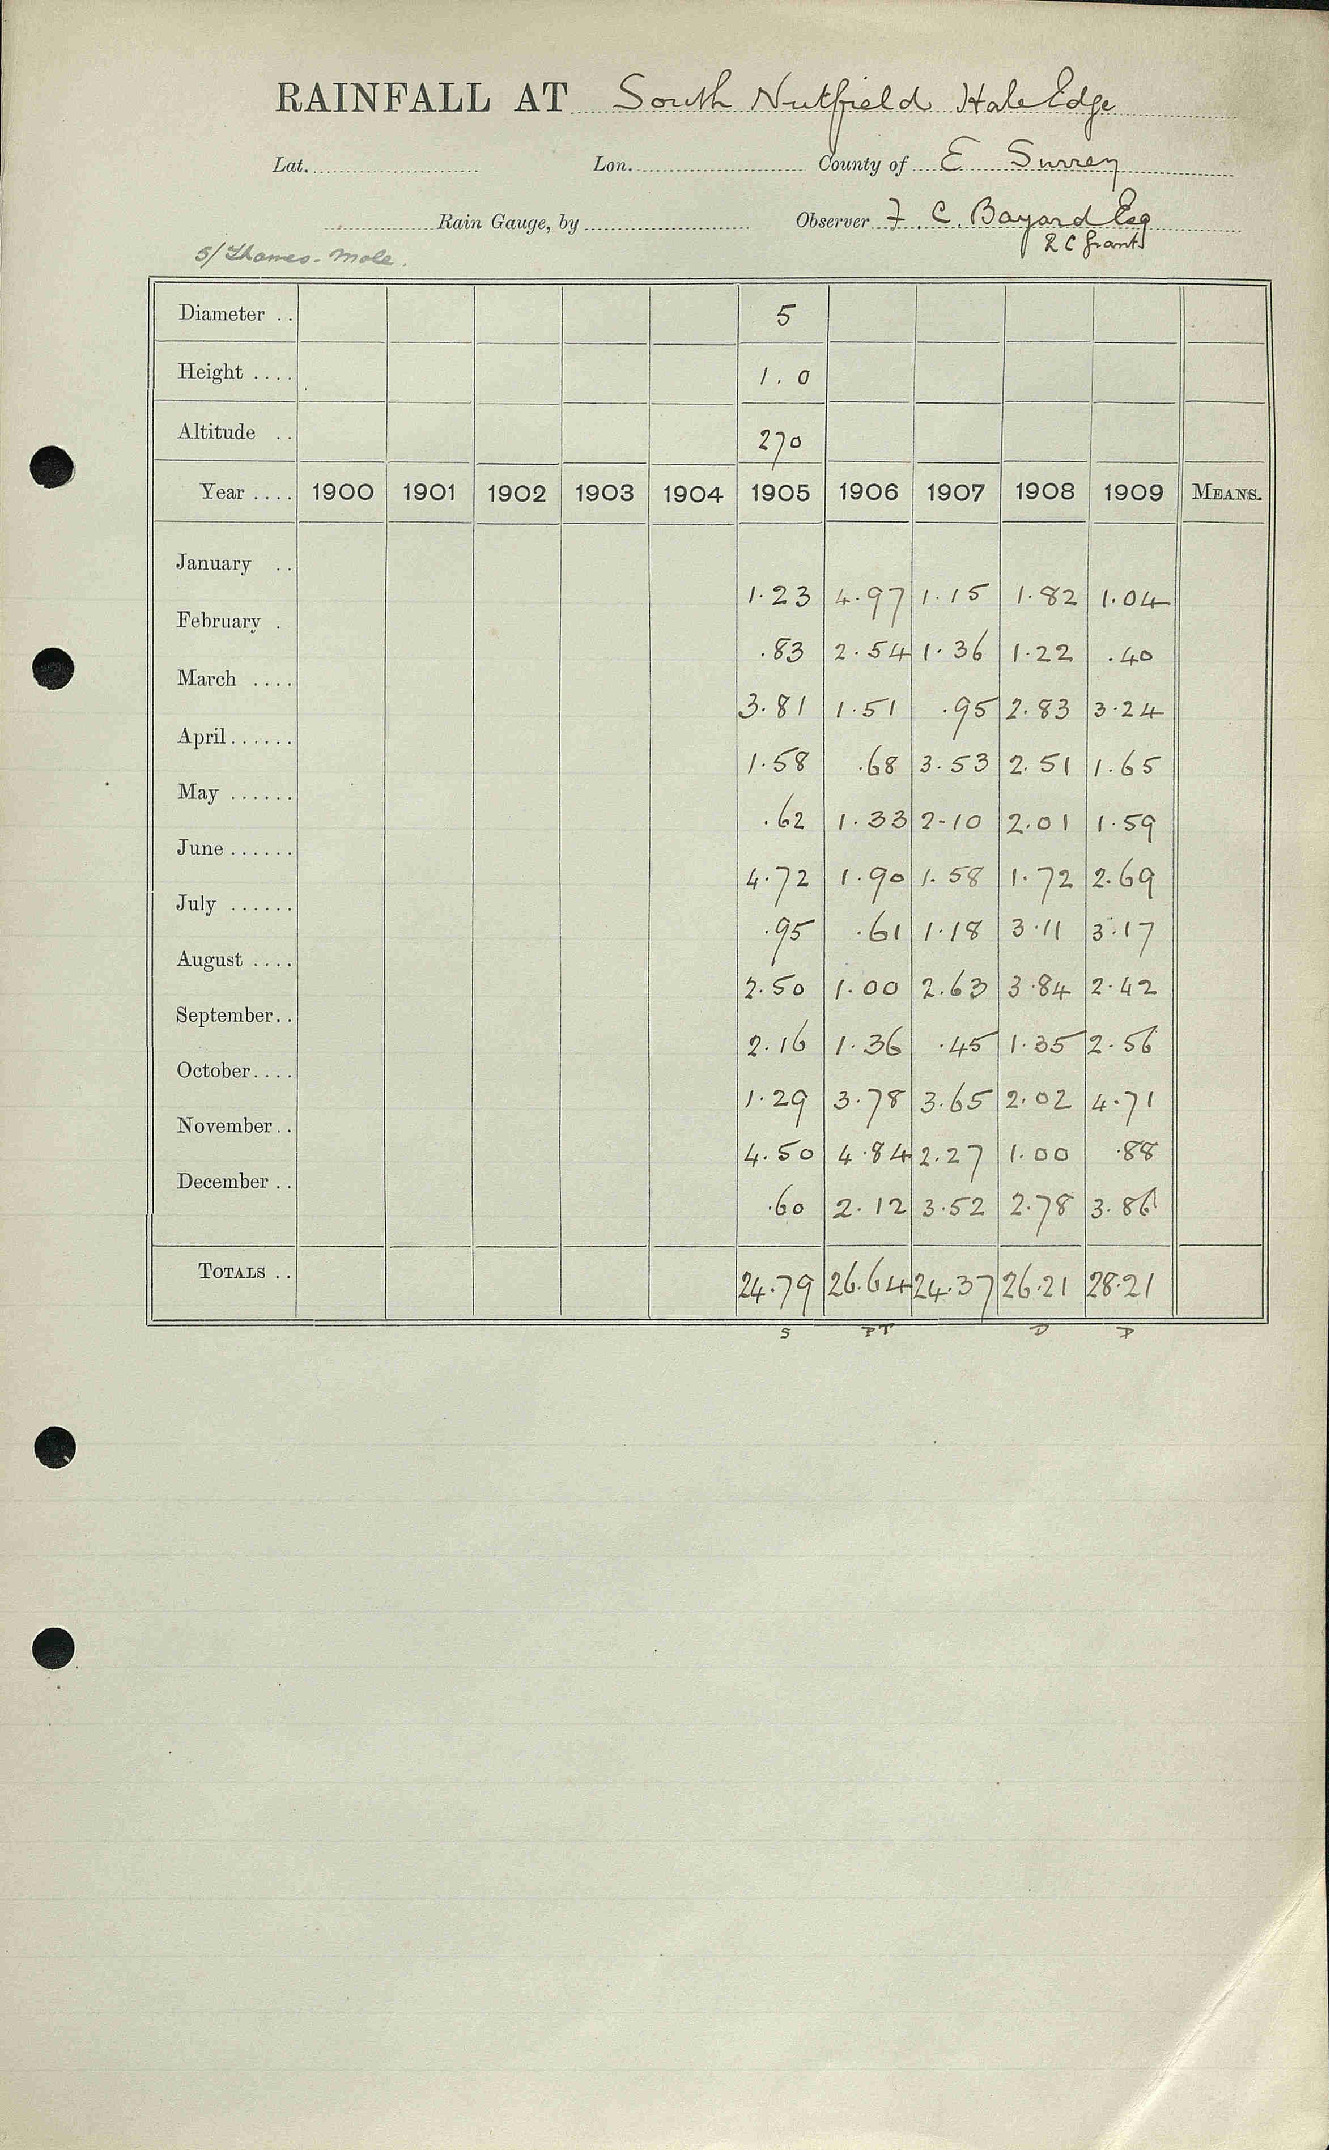 RAINFALL AT South Nutfield Hale Edge
Lat. Lon. County of E Surrey
Rain Gauge, by Observer F. C. Bayard Esq
R C Grant
5/ Thames - Mole.
Diameter .. 5
Height .... 1.0
Altitude .. 270
Year .... 1900 1901 1902 1903 1904 1905 1906 1907 1908 1909 MEANS.
January .. 1.23 4.97 1.15 1.82 1.04
February . .83 2.54 1.36 1.22 .40
March .... 3.81 1.51 .95 2.83 3.24
April...... 1.58 .68 3.53 2.51 1.65
May ...... .62 1.33 2.10 2.01 1.59
June ...... 4.72 1.90 1.58 1.72 2.69
July ...... .95 .61 1.18 3.11 3.17
August .... 2.50 1.00 2.63 3.84 2.42
September.. 2.16 1.36 .45 1.35 2.56
October.... 1.29 3.78 3.65 2.02 4.71
November.. 4.50 4.84 2.27 1.00 .88
December .. .60 2.12 3.52 2.78 3.86
TOTALS .. 24.79 26.64 24.37 26.21 28.21
S PT D P